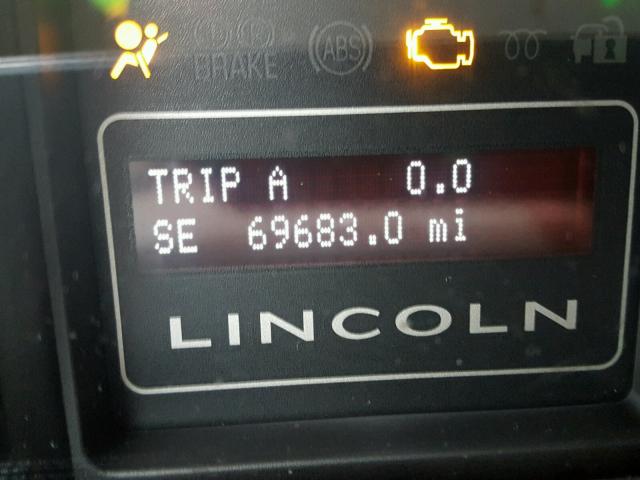 BRAKE
ABS
TRIP A 0.0
SE 69683.0 mi
LINCOLN